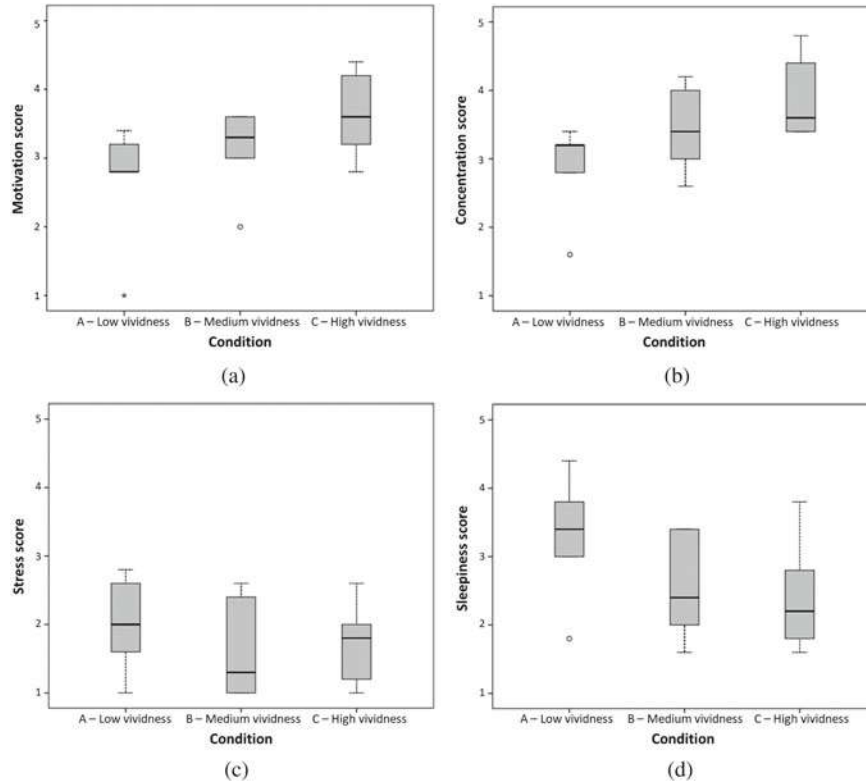 5
4
3
2
1
Motivation score
A – Low vividness B – Medium vividness C – High vividness
Condition
(a)
5
4
3
2
1
Concentration score
A – Low vividness B – Medium vividness C – High vividness
Condition
(b)
5
4
3
2
1
Stress score
A – Low vividness B – Medium vividness C – High vividness
Condition
(c)
5
4
3
2
1
Sleepiness score
A – Low vividness B – Medium vividness C – High vividness
Condition
(d)